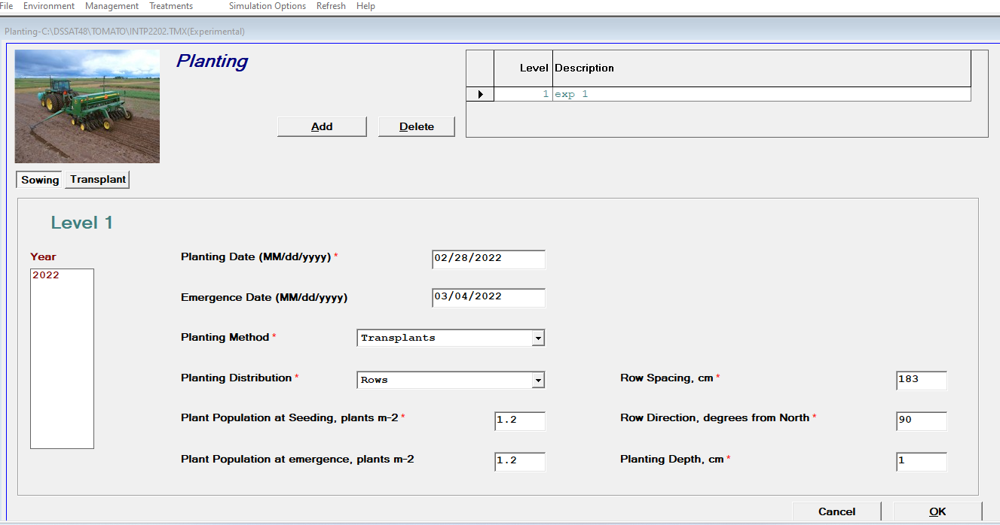 File Environment Management Treatments Simulation Options Refresh Help
Planting-C:\DSSAT48\TOMATO\INTP2202.TMX(Experimental)
Planting
Level Description
1 exp 1
Add Delete
Sowing Transplant
Level 1
Year
2022
Planting Date (MM/dd/yyyy) * 02/28/2022
Emergence Date (MM/dd/yyyy) 03/04/2022
Planting Method * Transplants
Planting Distribution * Rows Row Spacing, cm * 183
Plant Population at Seeding, plants m-2 * 1.2 Row Direction, degrees from North * 90
Plant Population at emergence, plants m-2 1.2 Planting Depth, cm * 1
Cancel OK